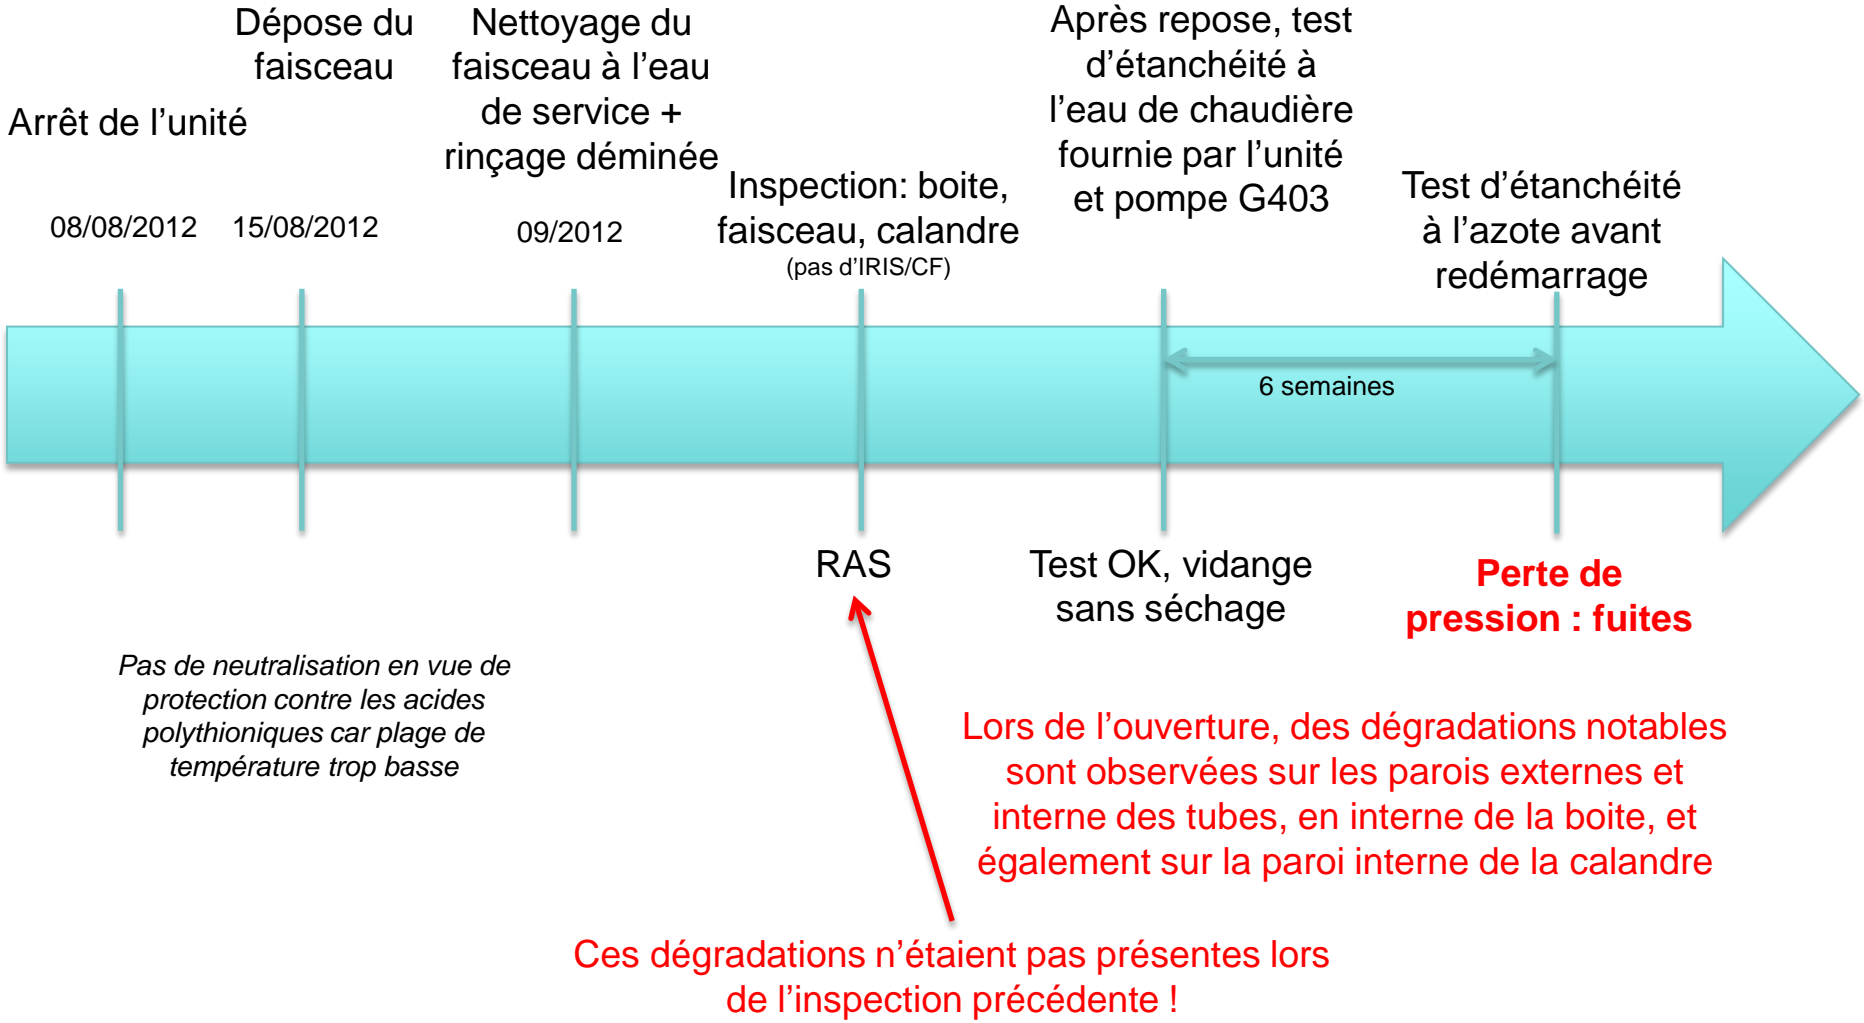 Arrêt de l’unité
08/08/2012
Dépose du
faisceau
15/08/2012
Nettoyage du
faisceau à l’eau
de service +
rinçage déminée
09/2012
Inspection: boite,
faisceau, calandre
(pas d’IRIS/CF)
Après repose, test
d’étanchéité à
l’eau de chaudière
fournie par l’unité
et pompe G403
Test d’étanchéité
à l’azote avant
redémarrage
6 semaines
RAS
Test OK, vidange
sans séchage
Perte de
pression : fuites
Pas de neutralisation en vue de
protection contre les acides
polythioniques car plage de
température trop basse
Lors de l’ouverture, des dégradations notables
sont observées sur les parois externes et
interne des tubes, en interne de la boite, et
également sur la paroi interne de la calandre
Ces dégradations n’étaient pas présentes lors
de l’inspection précédente !